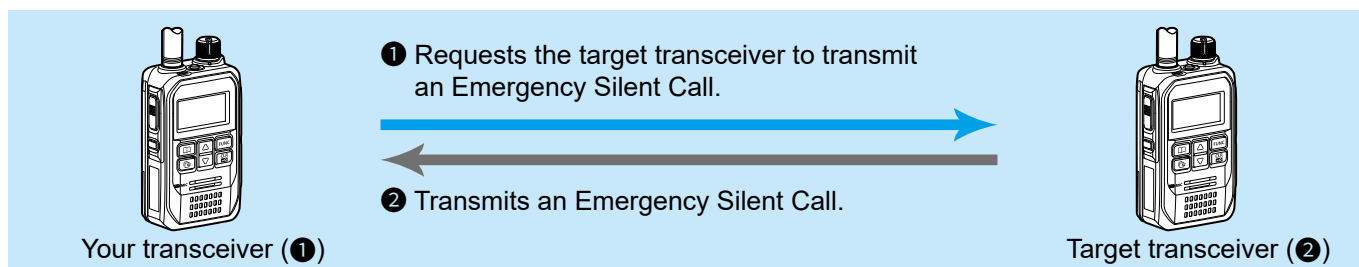 ❶ Requests the target transceiver to transmit
an Emergency Silent Call.
❷ Transmits an Emergency Silent Call.
Your transceiver (❶)
Target transceiver (❷)